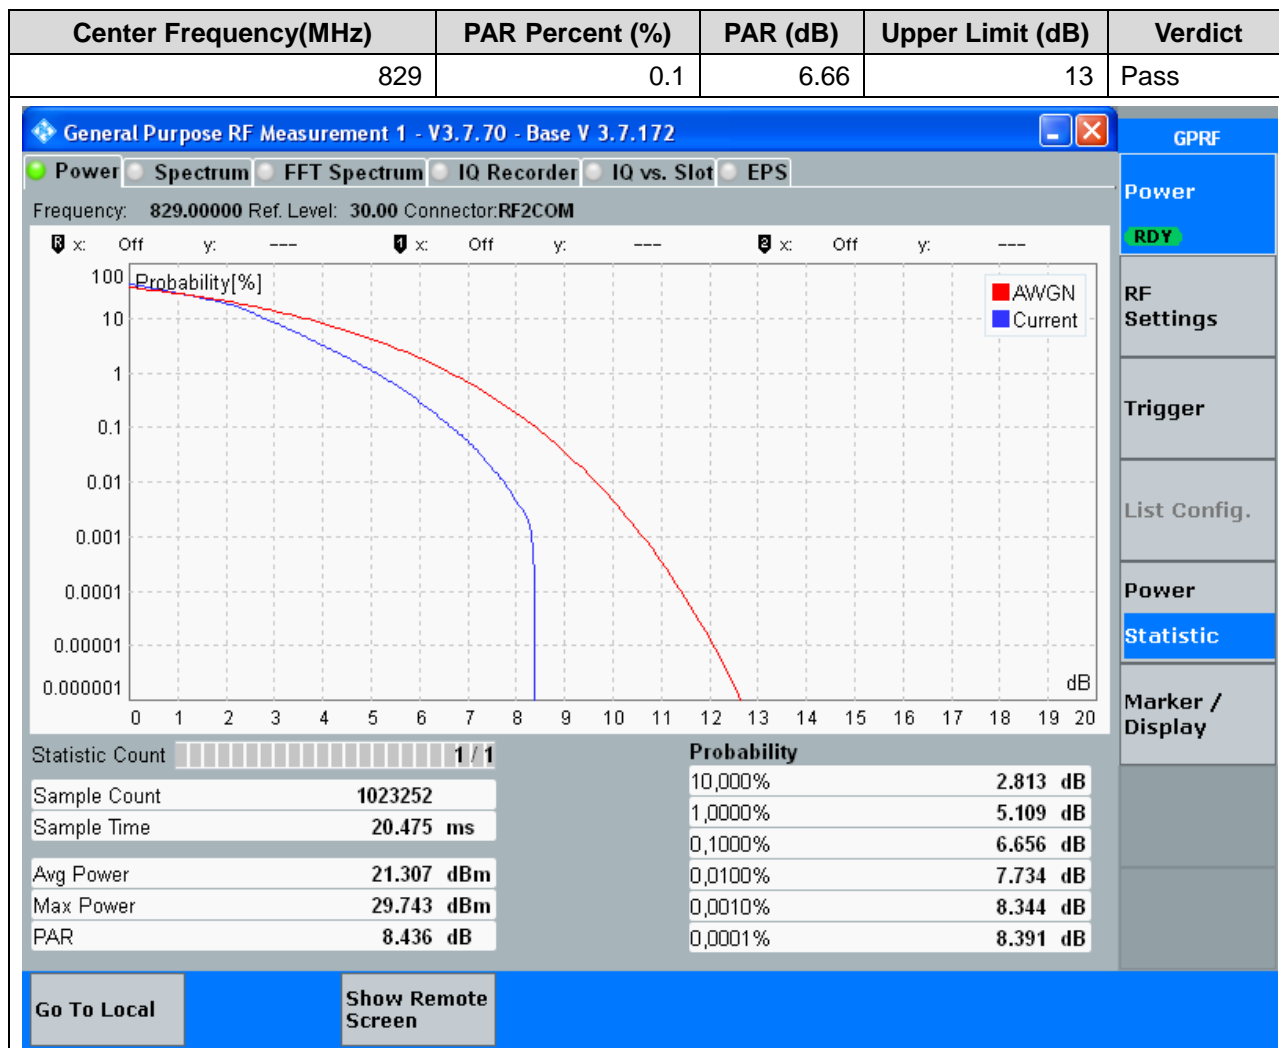 Center Frequency(MHz) PAR Percent (%) PAR (dB) Upper Limit (dB) Verdict
829 0.1 6.66 13 Pass
General Purpose RF Measurement 1 - V3.7.70 - Base V 3.7.172
GPRF
Power Spectrum FFT Spectrum IQ Recorder IQ vs. Slot EPS
Frequency: 829.00000 Ref. Level: 30.00 Connector:RF2COM
R x: Off y: --- 1 x: Off y: --- 2 x: Off y: ---
Probability[%]
100
10
1
0.1
0.01
0.001
0.0001
0.00001
0.000001
AWGN
Current
dB
0 1 2 3 4 5 6 7 8 9 10 11 12 13 14 15 16 17 18 19 20
Statistic Count 1 / 1
Sample Count 1023252
Sample Time 20.475 ms
Avg Power 21.307 dBm
Max Power 29.743 dBm
PAR 8.436 dB
Probability
10,000% 2.813 dB
1,0000% 5.109 dB
0,1000% 6.656 dB
0,0100% 7.734 dB
0,0010% 8.344 dB
0,0001% 8.391 dB
Power
RDY
RF
Settings
Trigger
List Config.
Power
Statistic
Marker /
Display
Go To Local
Show Remote
Screen